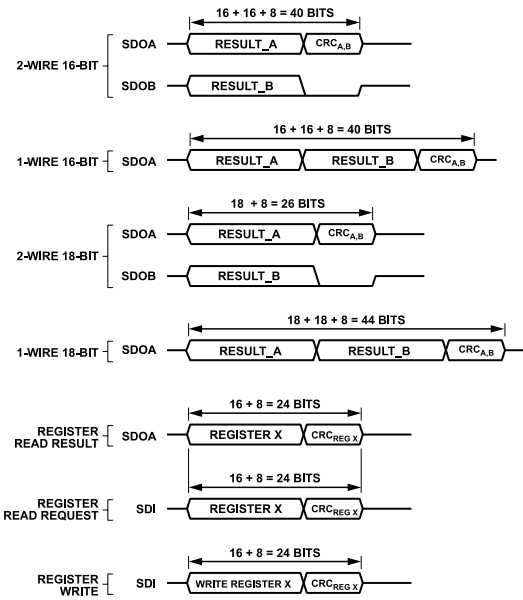 16 + 16 + 8 = 40 BITS
2-WIRE 16-BIT SDOA RESULT_A CRCA,B
SDOB RESULT_B
16 + 16 + 8 = 40 BITS
1-WIRE 16-BIT SDOA RESULT_A RESULT_B CRCA,B
18 + 8 = 26 BITS
2-WIRE 18-BIT SDOA RESULT_A CRCA,B
SDOB RESULT_B
18 + 18 + 8 = 44 BITS
1-WIRE 18-BIT SDOA RESULT_A RESULT_B CRCA,B
16 + 8 = 24 BITS
REGISTER READ RESULT SDOA REGISTER X CRCREG X
16 + 8 = 24 BITS
REGISTER READ REQUEST SDI REGISTER X CRCREG X
16 + 8 = 24 BITS
REGISTER WRITE SDI WRITE REGISTER X CRCREG X